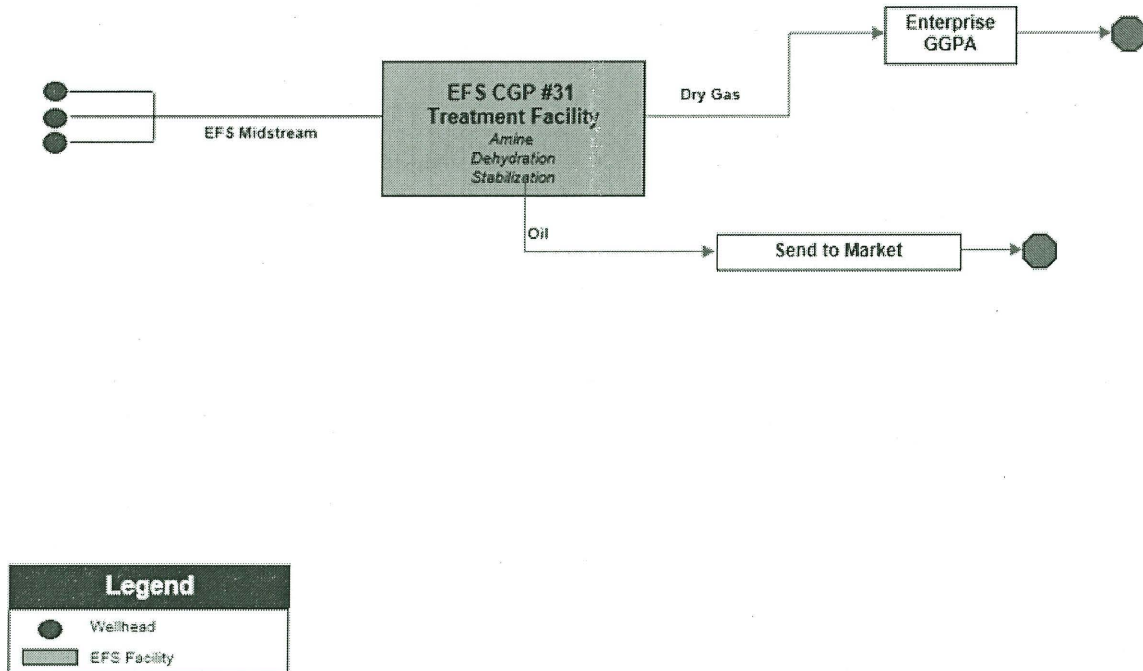 Enterprise
GGPA
EFS CGP #31
Treatment Facility
Amine
Dehydration
Stabilization
Dry Gas
EFS Midstream
Oil
Send to Market
Legend
Wellhead
EFS Facility